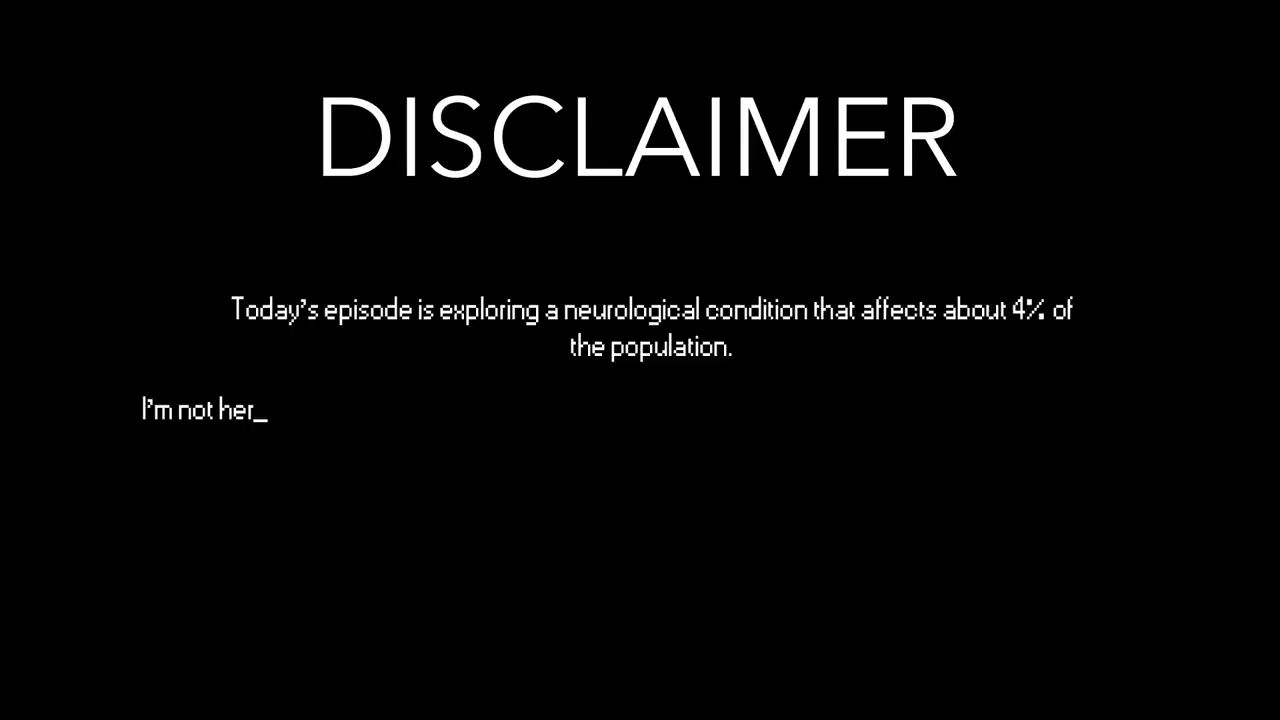 DISCLAIMER
Today's episode is exploring a neurological condition that affects about 4% of
the population.
I'm not her_